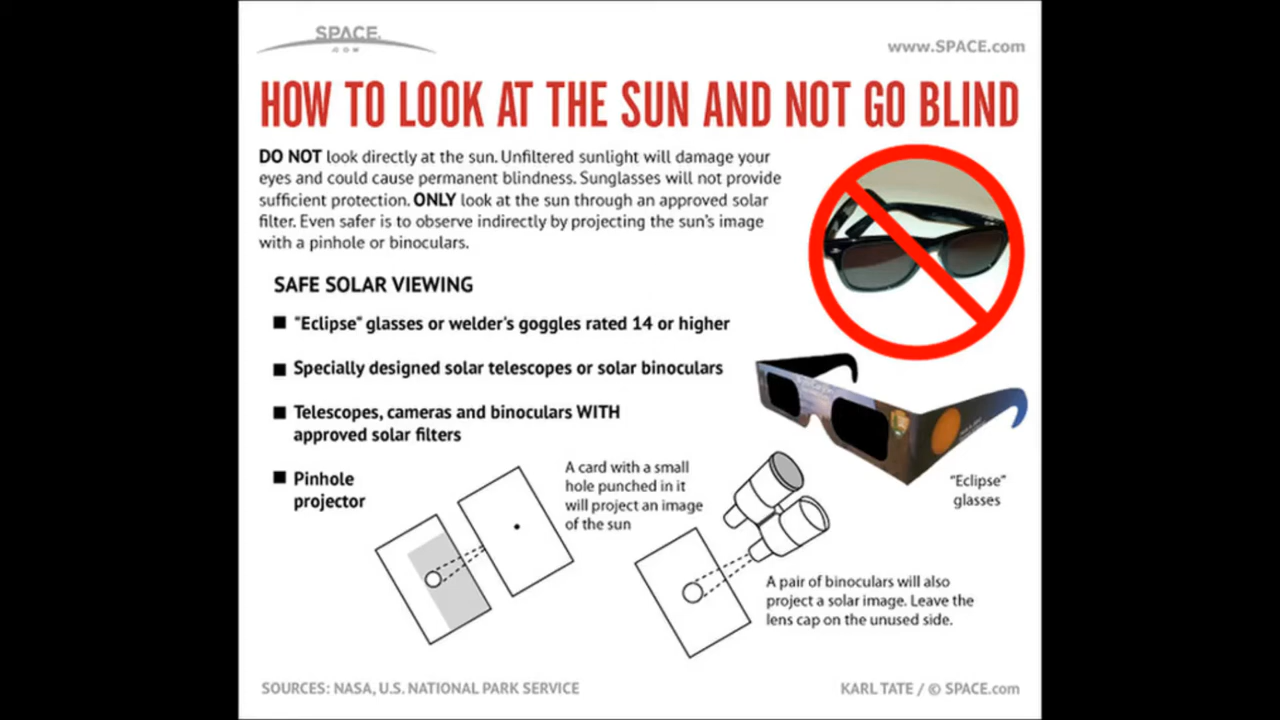 SPACE.
.COM
www.SPACE.com
HOW TO LOOK AT THE SUN AND NOT GO BLIND
DO NOT look directly at the sun. Unfiltered sunlight will damage your
eyes and could cause permanent blindness. Sunglasses will not provide
sufficient protection. ONLY look at the sun through an approved solar
filter. Even safer is to observe indirectly by projecting the sun's image
with a pinhole or binoculars.
SAFE SOLAR VIEWING
■ "Eclipse" glasses or welder's goggles rated 14 or higher
■ Specially designed solar telescopes or solar binoculars
■ Telescopes, cameras and binoculars WITH
approved solar filters
■ Pinhole
projector
A card with a small
hole punched in it
will project an image
of the sun
"Eclipse"
glasses
A pair of binoculars will also
project a solar image. Leave the
lens cap on the unused side.
SOURCES: NASA, U.S. NATIONAL PARK SERVICE
KARL TATE / © SPACE.com